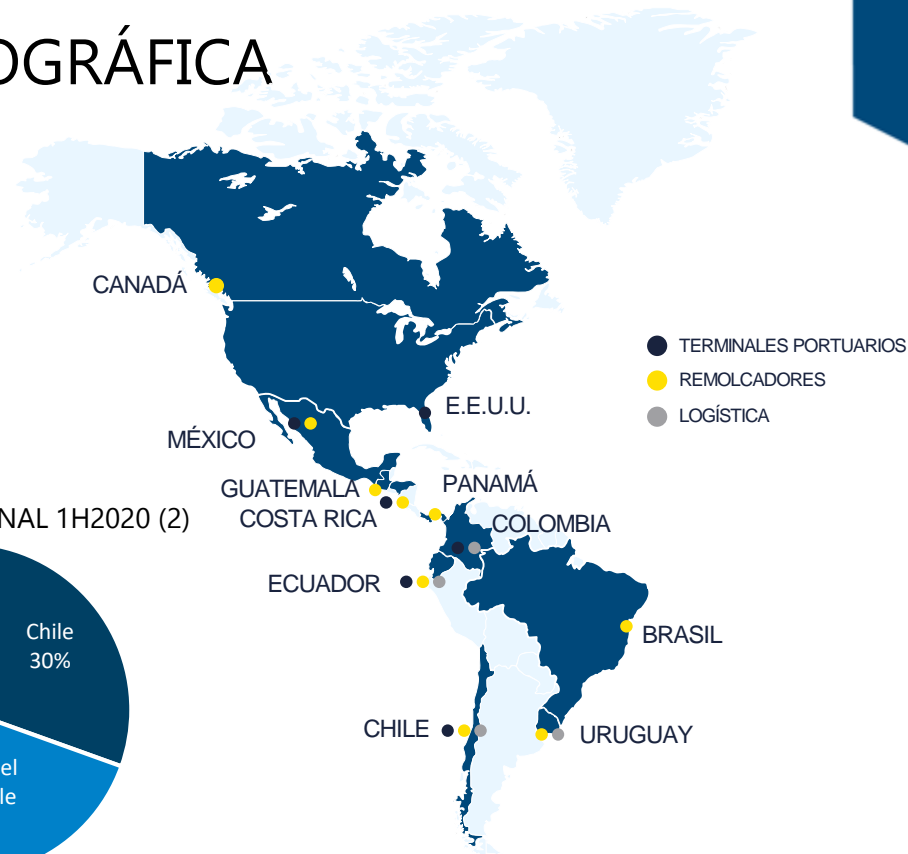 OGRÁFICA
CANADÁ
TERMINALES PORTUARIOS
REMOLCADORES
LOGÍSTICA
E.E.U.U.
MÉXICO
GUATEMALA
PANAMÁ
COSTA RICA
COLOMBIA
NAL 1H2020 (2)
ECUADOR
Chile
30%
BRASIL
CHILE
URUGUAY
el
le